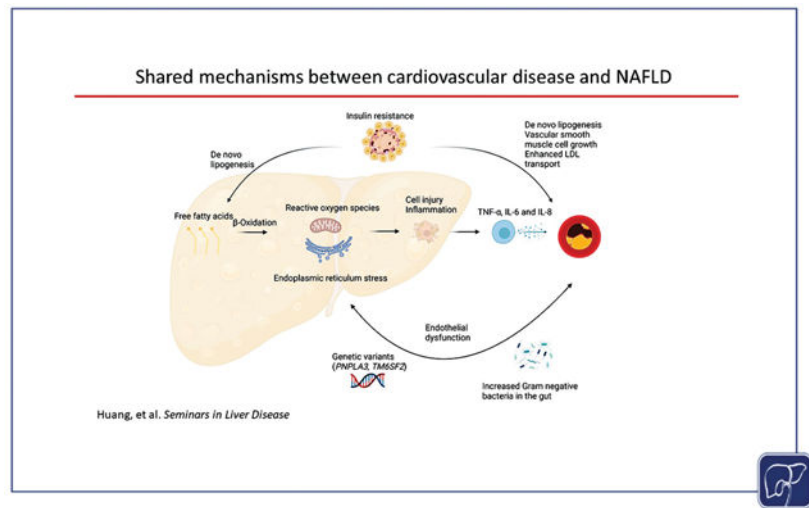 Shared mechanisms between cardiovascular disease and NAFLD
Insulin resistance
De novo
lipogenesis
De novo lipogenesis
Vascular smooth
muscle cell growth
Enhanced LDL
transport
Free fatty acids
β-Oxidation
Reactive oxygen species
Cell injury
Inflammation
TNF-α, IL-6 and IL-8
Endoplasmic reticulum stress
Endothelial
dysfunction
Genetic variants
(PNPLA3, TM6SF2)
Increased Gram negative
bacteria in the gut
Huang, et al. Seminars in Liver Disease